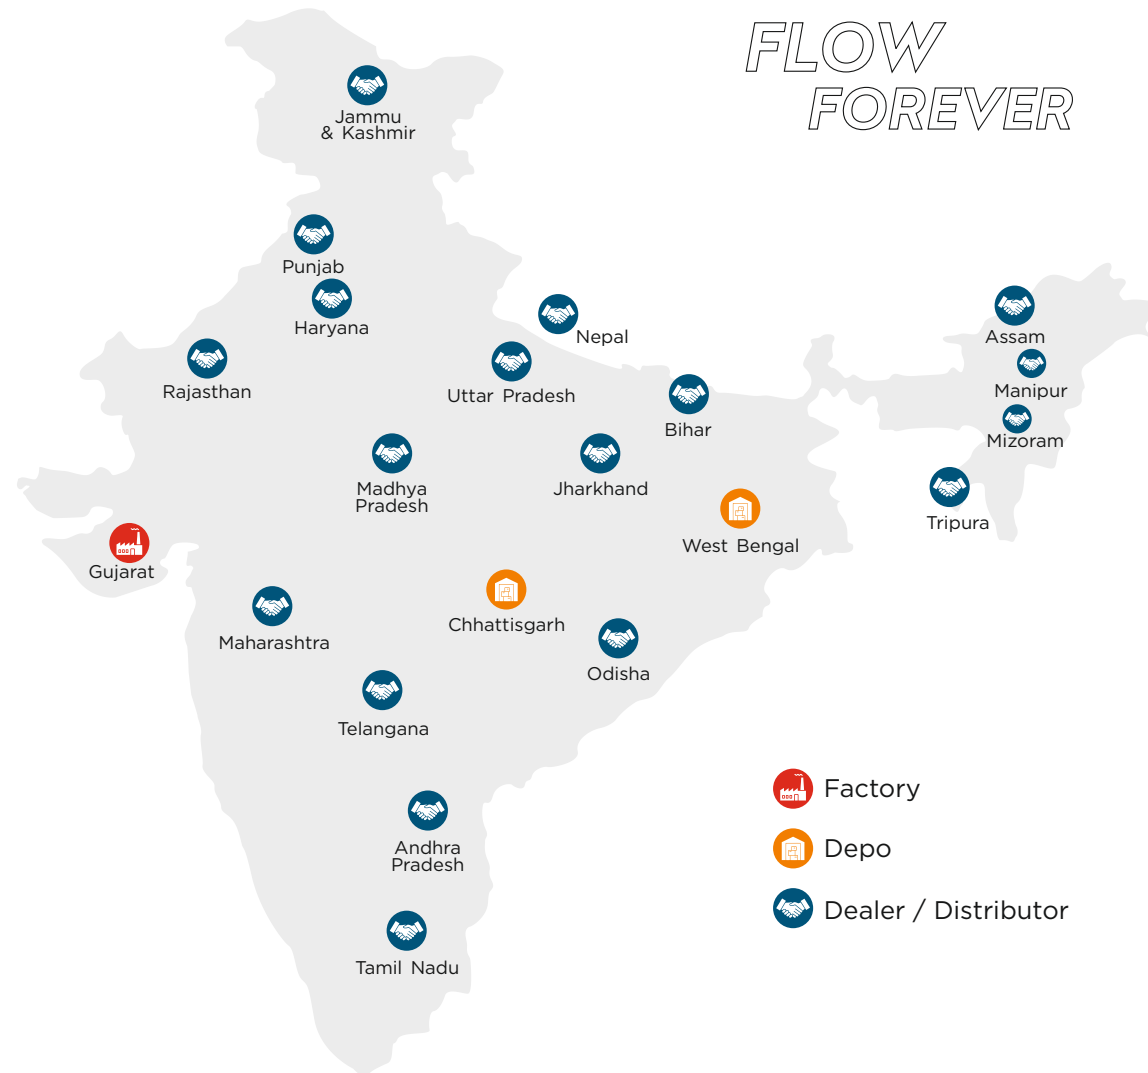 FLOW
FOREVER
Jammu
& Kashmir
Punjab
Haryana
Nepal
Assam
Rajasthan
Uttar Pradesh
Manipur
Bihar
Mizoram
Madhya
Pradesh
Jharkhand
Tripura
West Bengal
Gujarat
Chhattisgarh
Maharashtra
Odisha
Telangana
Factory
Andhra
Pradesh
Depo
Dealer / Distributor
Tamil Nadu